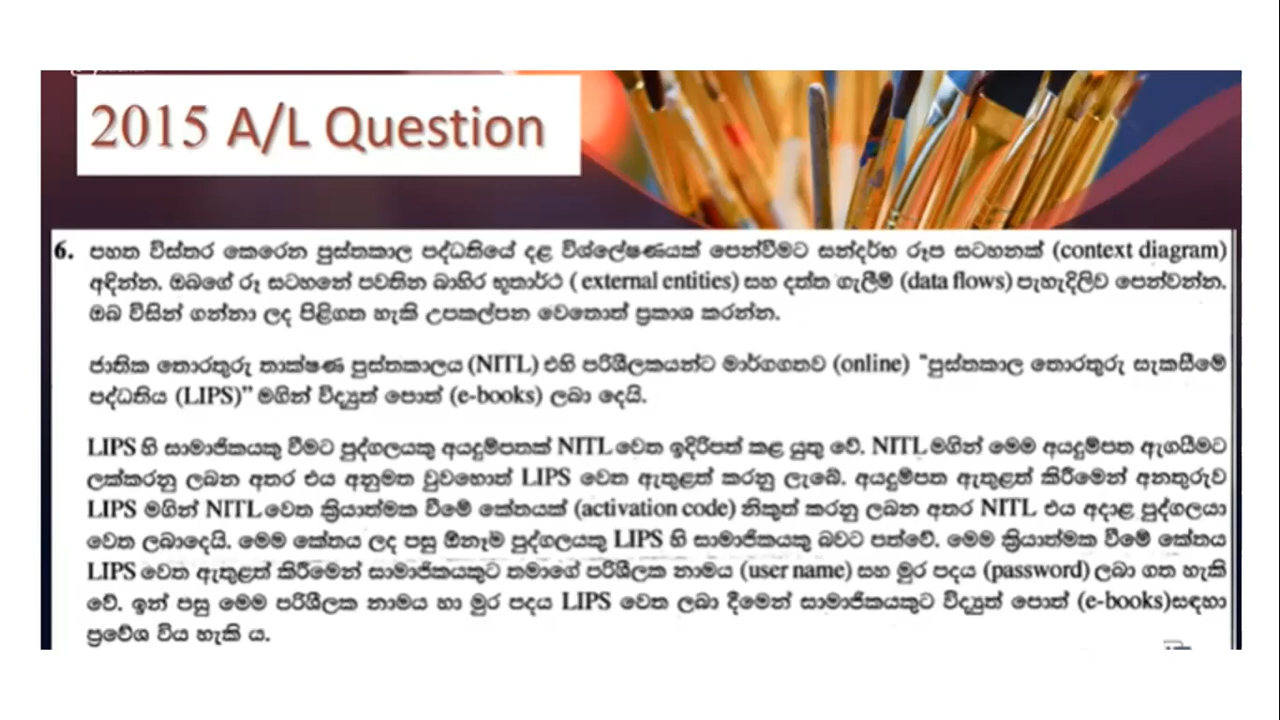 2015 A/L Question
6. පහත විස්තර කෙරෙන පුස්තකාල පද්ධතියේ දළ විශ්ලේෂණයක් පෙන්වීමට සන්දර්භ රූප සටහනක් (context diagram)
අඳින්න. ඔබගේ රූ සටහනේ පවතින බාහිර භූතාර්ථ ( external entities) සහ දත්ත ගැලීම් (data flows) පැහැදිලිව පෙන්වන්න.
ඔබ විසින් ගන්නා ලද පිළිගත හැකි උපකල්පන වෙතොත් ප්‍රකාශ කරන්න.
ජාතික තොරතුරු තාක්ෂණ පුස්තකාලය (NITL) එහි පරිශීලකයන්ට මාර්ගගතව (online) "පුස්තකාල තොරතුරු සැකසීමේ
පද්ධතිය (LIPS)" මගින් විද්‍යුත් පොත් (e-books) ලබා දෙයි.
LIPS හි සාමාජිකයකු වීමට පුද්ගලයකු අයදුම්පතක් NITL වෙත ඉදිරිපත් කළ යුතු වේ. NITL මගින් මෙම අයදුම්පත ඇගයීමට
ලක්කරනු ලබන අතර එය අනුමත වුවහොත් LIPS වෙත ඇතුළත් කරනු ලැබේ. අයදුම්පත ඇතුළත් කිරීමෙන් අනතුරුව
LIPS මගින් NITL වෙත ක්‍රියාත්මක වීමේ කේතයක් (activation code) නිකුත් කරනු ලබන අතර NITL එය අදාළ පුද්ගලයා
වෙත ලබාදෙයි. මෙම කේතය ලද පසු ඕනෑම පුද්ගලයකු LIPS හි සාමාජිකයකු බවට පත්වේ. මෙම ක්‍රියාත්මක වීමේ කේතය
LIPS වෙත ඇතුළත් කිරීමෙන් සාමාජිකයකුට තමාගේ පරිශීලක නාමය (user name) සහ මුර පදය (password) ලබා ගත හැකි
වේ. ඉන් පසු මෙම පරිශීලක නාමය හා මුර පදය LIPS වෙත ලබා දීමෙන් සාමාජිකයකුට විද්‍යුත් පොත් (e-books)සඳහා
ප්‍රවේශ විය හැකි ය.